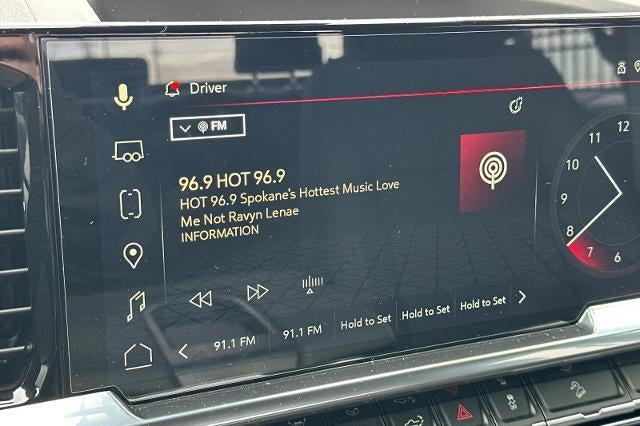 Driver
FM
96.9 HOT 96.9
HOT 96.9 Spokane's Hottest Music Love
Me Not Ravyn Lenae
INFORMATION
91.1 FM
91.1 FM
Hold to Set
Hold to Set
Hold to Set
12
11
10
9
8
7
6